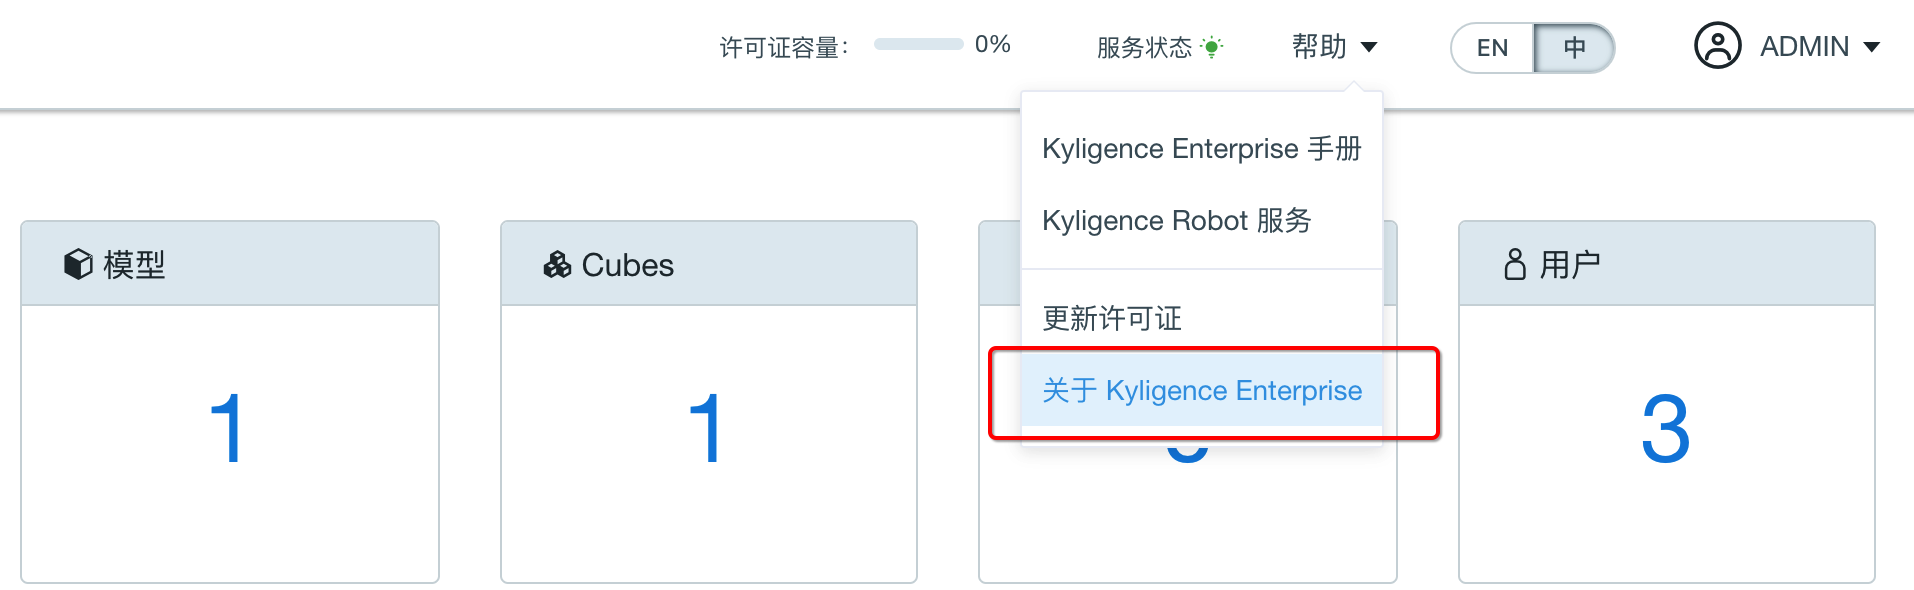 许可证容量： 0% 服务状态 帮助 EN 中 ADMIN
Kyligence Enterprise 手册
Kyligence Robot 服务
更新许可证
关于 Kyligence Enterprise
模型
1
Cubes
1
用户
3